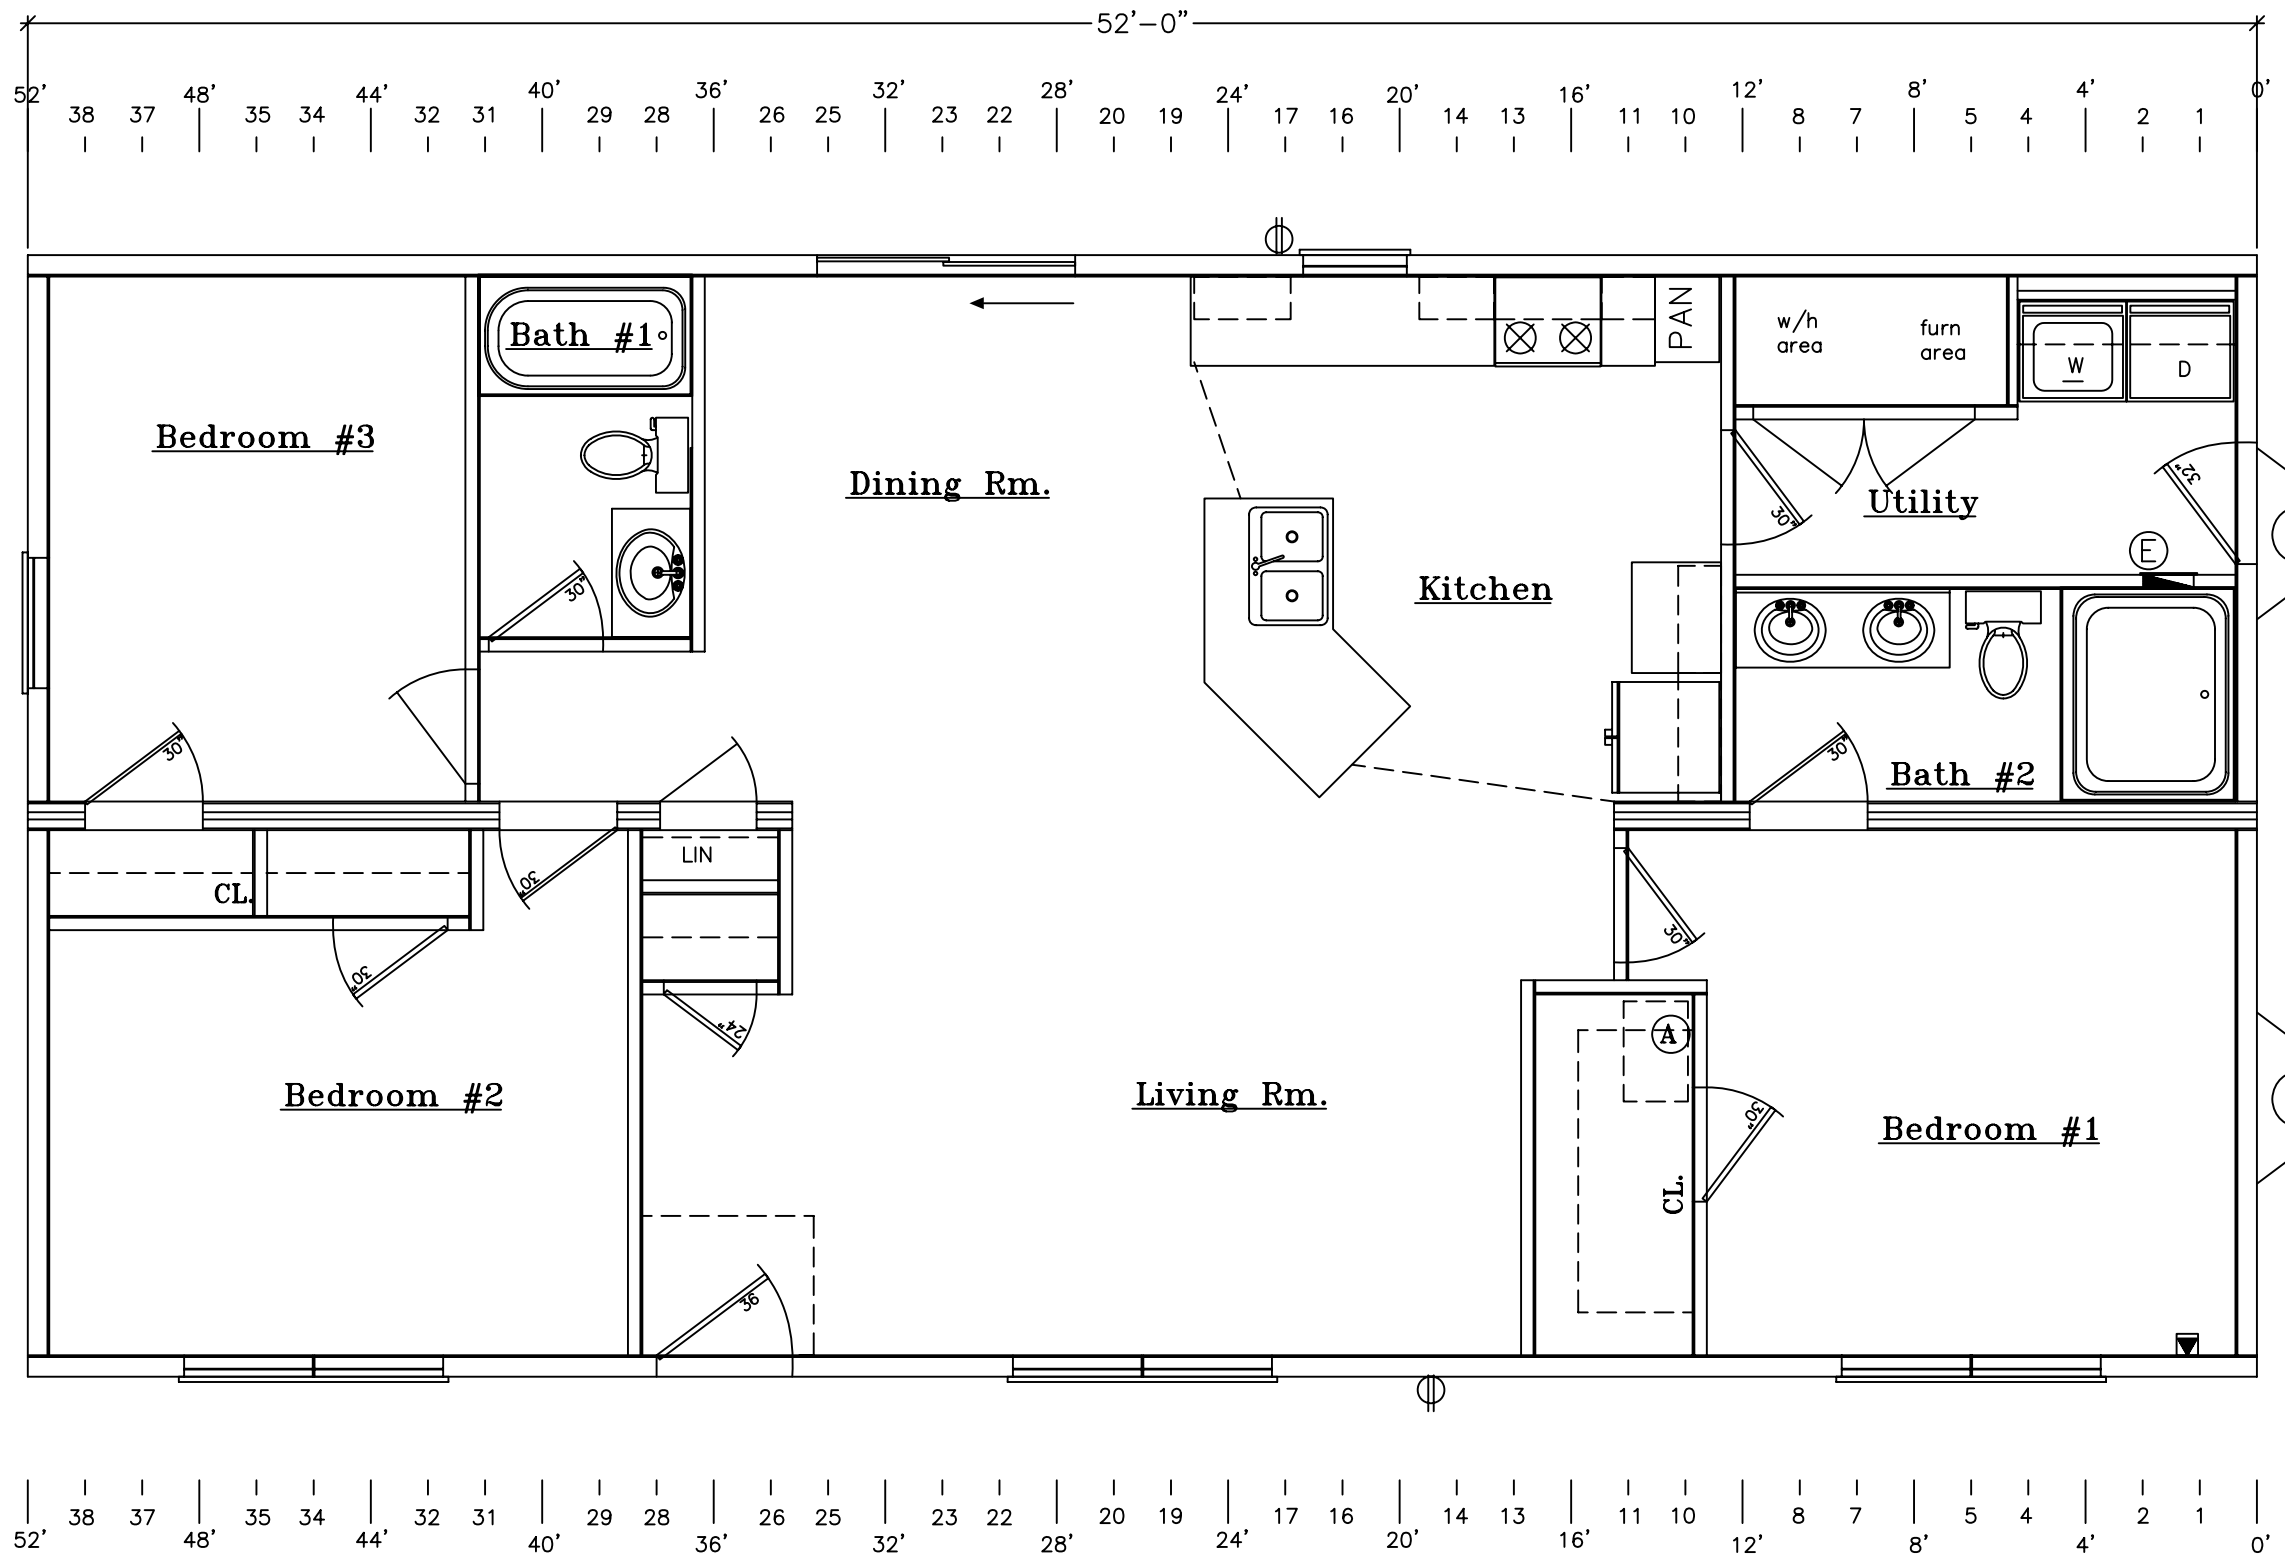 52'-0"
52' 48' 44' 40' 36' 32' 28' 24' 20' 16' 12' 8' 4' 0'
38 37 35 34 32 31 29 28 26 25 23 22 20 19 17 16 14 13 11 10 8 7 5 4 2 1
Bath #1
PAN
w/h
area
furn
area
W
D
Bedroom #3
Dining Rm.
32"
30"
Utility
E
30"
Kitchen
30"
30"
Bath #2
LIN
CL.
30"
30"
30"
24"
A
Bedroom #2
Living Rm.
30"
Bedroom #1
CL.
36
38 37 35 34 32 31 29 28 26 25 23 22 20 19 17 16 14 13 11 10 8 7 5 4 2 1
52' 48' 44' 40' 36' 32' 28' 24' 20' 16' 12' 8' 4' 0'